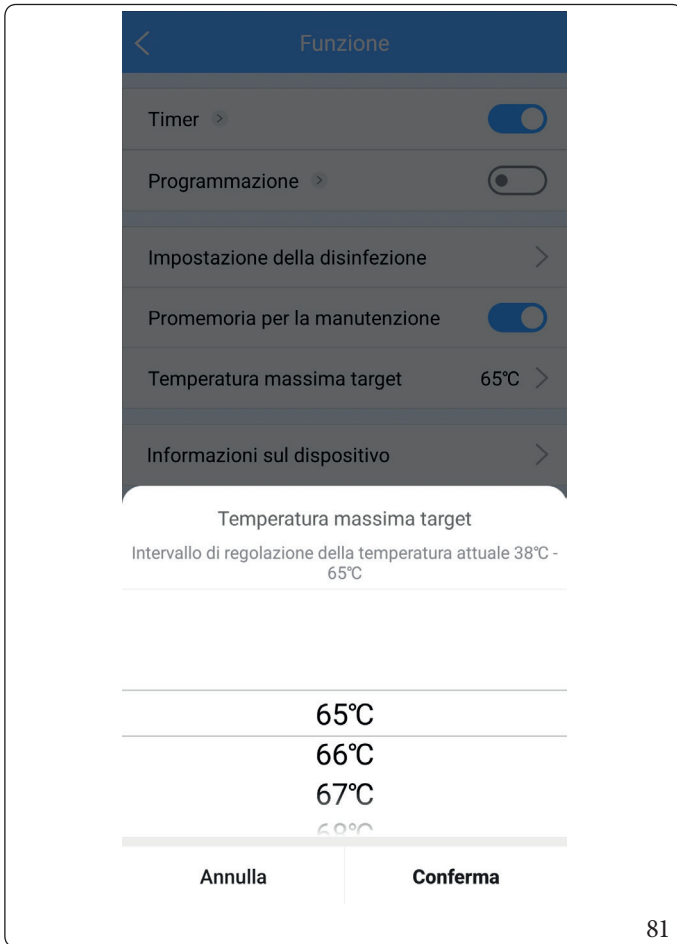 Funzione
Timer
Programmazione
Impostazione della disinfezione
Promemoria per la manutenzione
Temperatura massima target 65℃
Informazioni sul dispositivo
Temperatura massima target
Intervallo di regolazione della temperatura attuale 38℃ -
65℃
65℃
66℃
67℃
68℃
Annulla Conferma
81